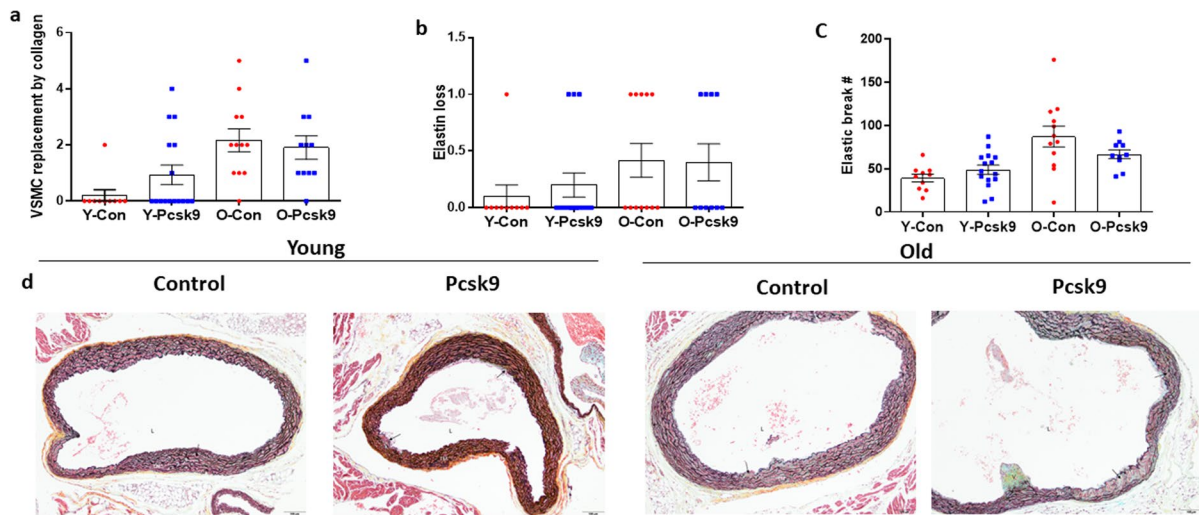 a
VSMC replacement by collagen
6
4
2
0
Y-Con Y-Pcsk9 O-Con O-Pcsk9
b
Elastin loss
1.5
1.0
0.5
0.0
Y-Con Y-Pcsk9 O-Con O-Pcsk9
C
Elastic break #
200
150
100
50
0
Y-Con Y-Pcsk9 O-Con O-Pcsk9
Young
Old
d
Control
Pcsk9
Control
Pcsk9
L
L
L
L